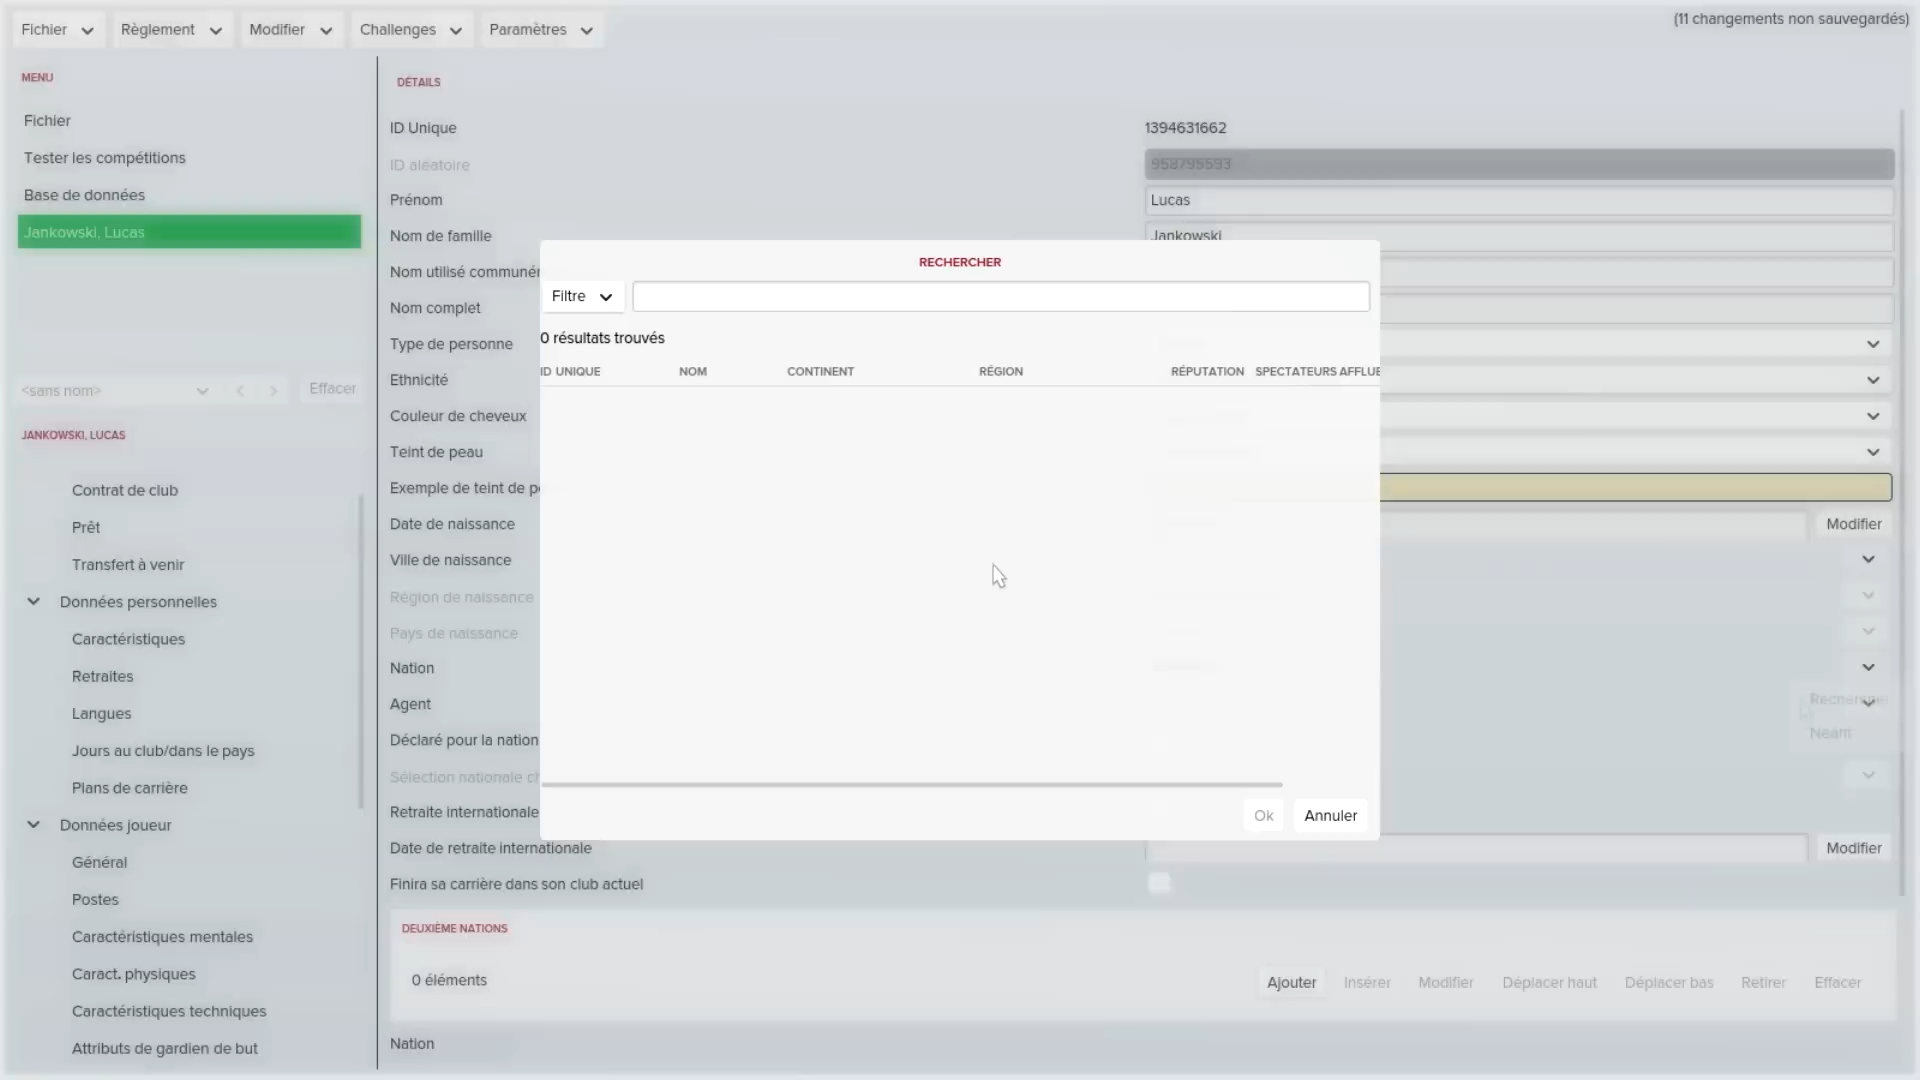 Fichier
Règlement
Modifier
Challenges
Paramètres
(11 changements non sauvegardés)
MENU
Fichier
Tester les compétitions
Base de données
Jankowski, Lucas
<sans nom>
Effacer
JANKOWSKI, LUCAS
Contrat de club
Prêt
Transfert à venir
Données personnelles
Caractéristiques
Retraites
Langues
Jours au club/dans le pays
Plans de carrière
Données joueur
Général
Postes
Caractéristiques mentales
Caract. physiques
Caractéristiques techniques
Attributs de gardien de but
DÉTAILS
ID Unique 1394631662
ID aléatoire 958795593
Prénom Lucas
Nom de famille Jankowski
Nom utilisé communér
Nom complet
Type de personne
Ethnicité
Couleur de cheveux
Teint de peau
Exemple de teint de p
Date de naissance Modifier
Ville de naissance
Région de naissance
Pays de naissance
Nation
Agent
Rechercher
Néant
Déclaré pour la nation
Sélection nationale ch
Retraite internationale
Date de retraite internationale Modifier
Finira sa carrière dans son club actuel
RECHERCHER
Filtre
0 résultats trouvés
ID UNIQUE NOM CONTINENT RÉGION RÉPUTATION SPECTATEURS AFFLUE
Ok Annuler
DEUXIÈME NATIONS
0 éléments
Ajouter Insérer Modifier Déplacer haut Déplacer bas Retirer Effacer
Nation